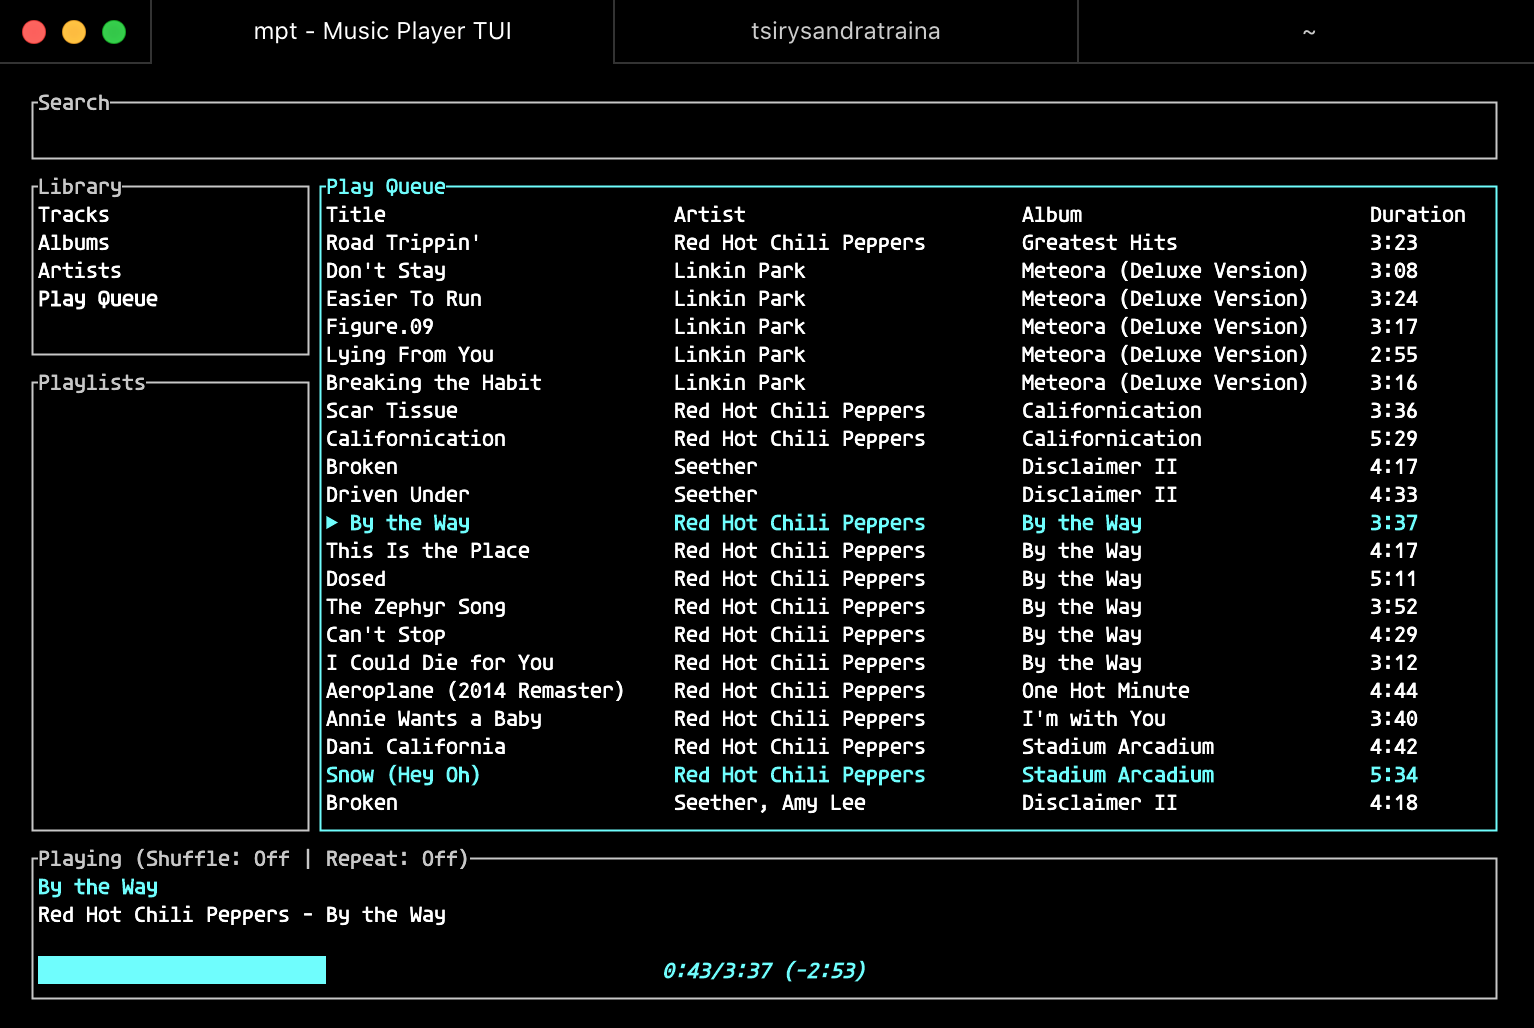 mpt - Music Player TUI tsirysandratraina ~
Search
Library
Tracks
Albums
Artists
Play Queue
Playlists
Play Queue
Title Artist Album Duration
Road Trippin' Red Hot Chili Peppers Greatest Hits 3:23
Don't Stay Linkin Park Meteora (Deluxe Version) 3:08
Easier To Run Linkin Park Meteora (Deluxe Version) 3:24
Figure.09 Linkin Park Meteora (Deluxe Version) 3:17
Lying From You Linkin Park Meteora (Deluxe Version) 2:55
Breaking the Habit Linkin Park Meteora (Deluxe Version) 3:16
Scar Tissue Red Hot Chili Peppers Californication 3:36
Californication Red Hot Chili Peppers Californication 5:29
Broken Seether Disclaimer II 4:17
Driven Under Seether Disclaimer II 4:33
▶ By the Way Red Hot Chili Peppers By the Way 3:37
This Is the Place Red Hot Chili Peppers By the Way 4:17
Dosed Red Hot Chili Peppers By the Way 5:11
The Zephyr Song Red Hot Chili Peppers By the Way 3:52
Can't Stop Red Hot Chili Peppers By the Way 4:29
I Could Die for You Red Hot Chili Peppers By the Way 3:12
Aeroplane (2014 Remaster) Red Hot Chili Peppers One Hot Minute 4:44
Annie Wants a Baby Red Hot Chili Peppers I'm with You 3:40
Dani California Red Hot Chili Peppers Stadium Arcadium 4:42
Snow (Hey Oh) Red Hot Chili Peppers Stadium Arcadium 5:34
Broken Seether, Amy Lee Disclaimer II 4:18
Playing (Shuffle: Off | Repeat: Off)
By the Way
Red Hot Chili Peppers - By the Way
0:43/3:37 (-2:53)